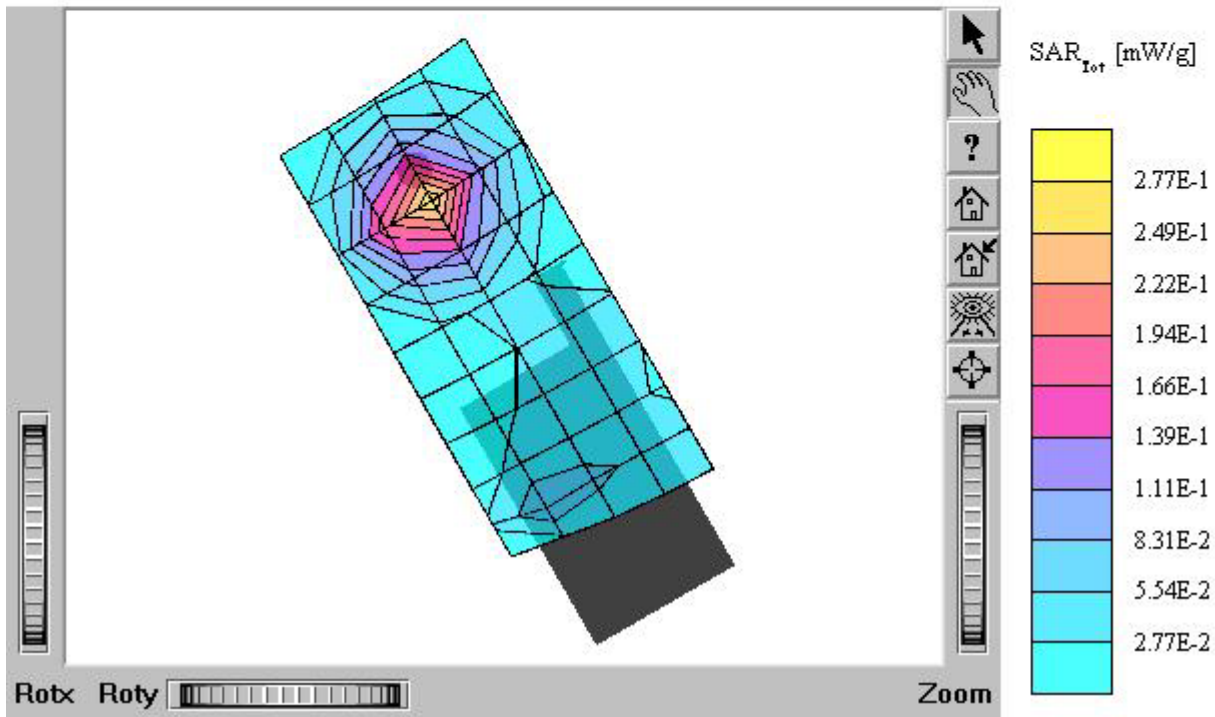 SAR_Tot [mW/g]
?
2.77E-1
2.49E-1
2.22E-1
1.94E-1
1.66E-1
1.39E-1
1.11E-1
8.31E-2
5.54E-2
2.77E-2
Rotx Roty Zoom